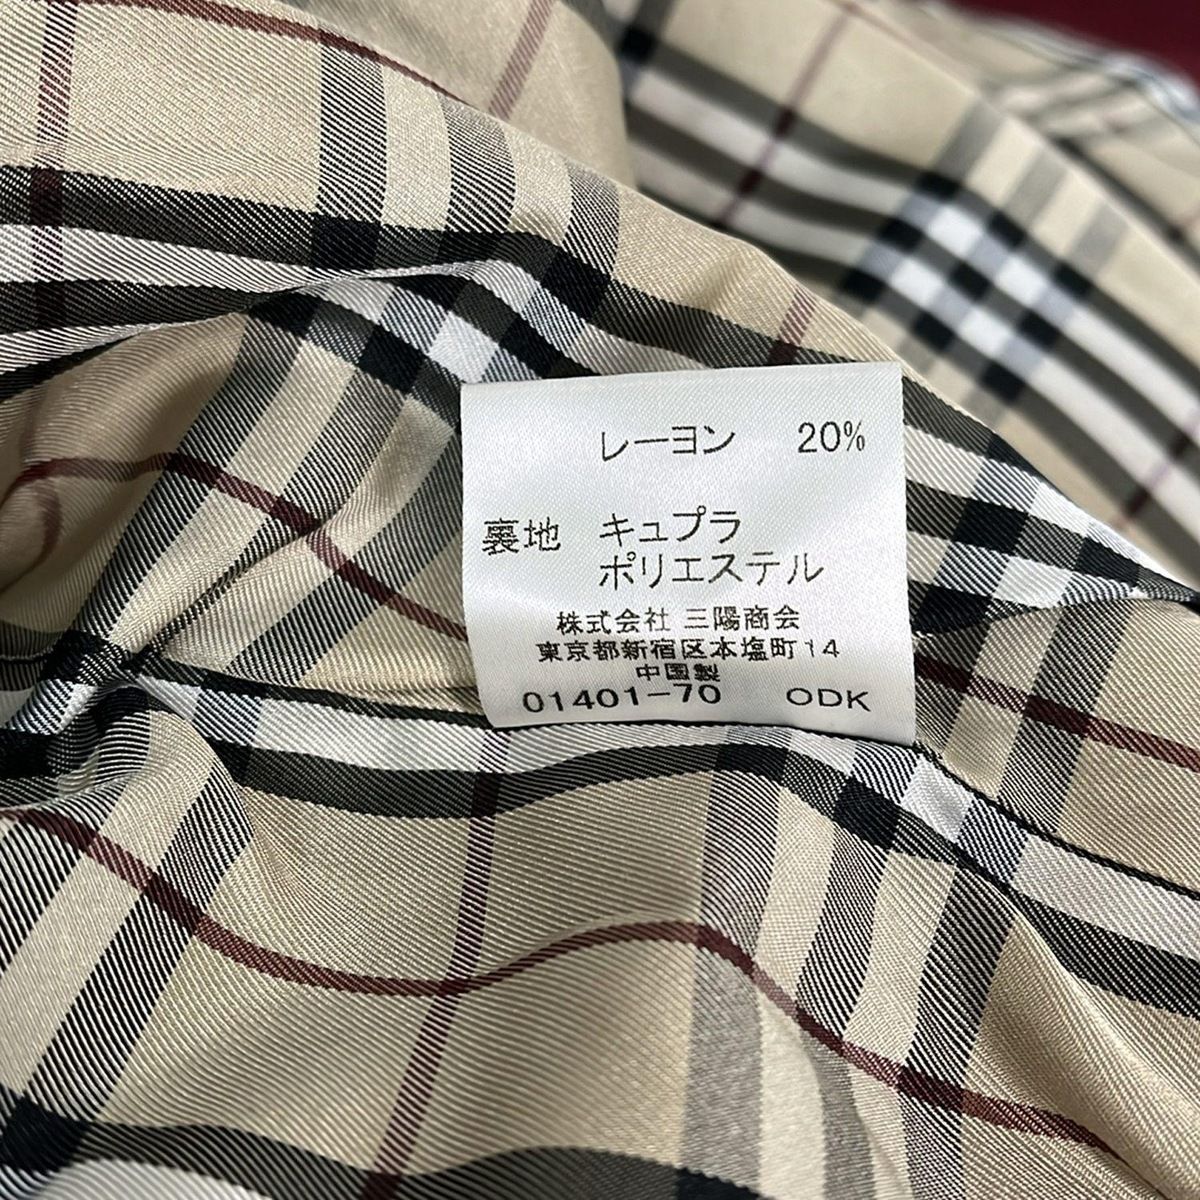 レーヨン 20%
裏地 キュプラ
ポリエステル
株式会社 三陽商会
東京都新宿区本塩町14
中国製
01401-70 ODK